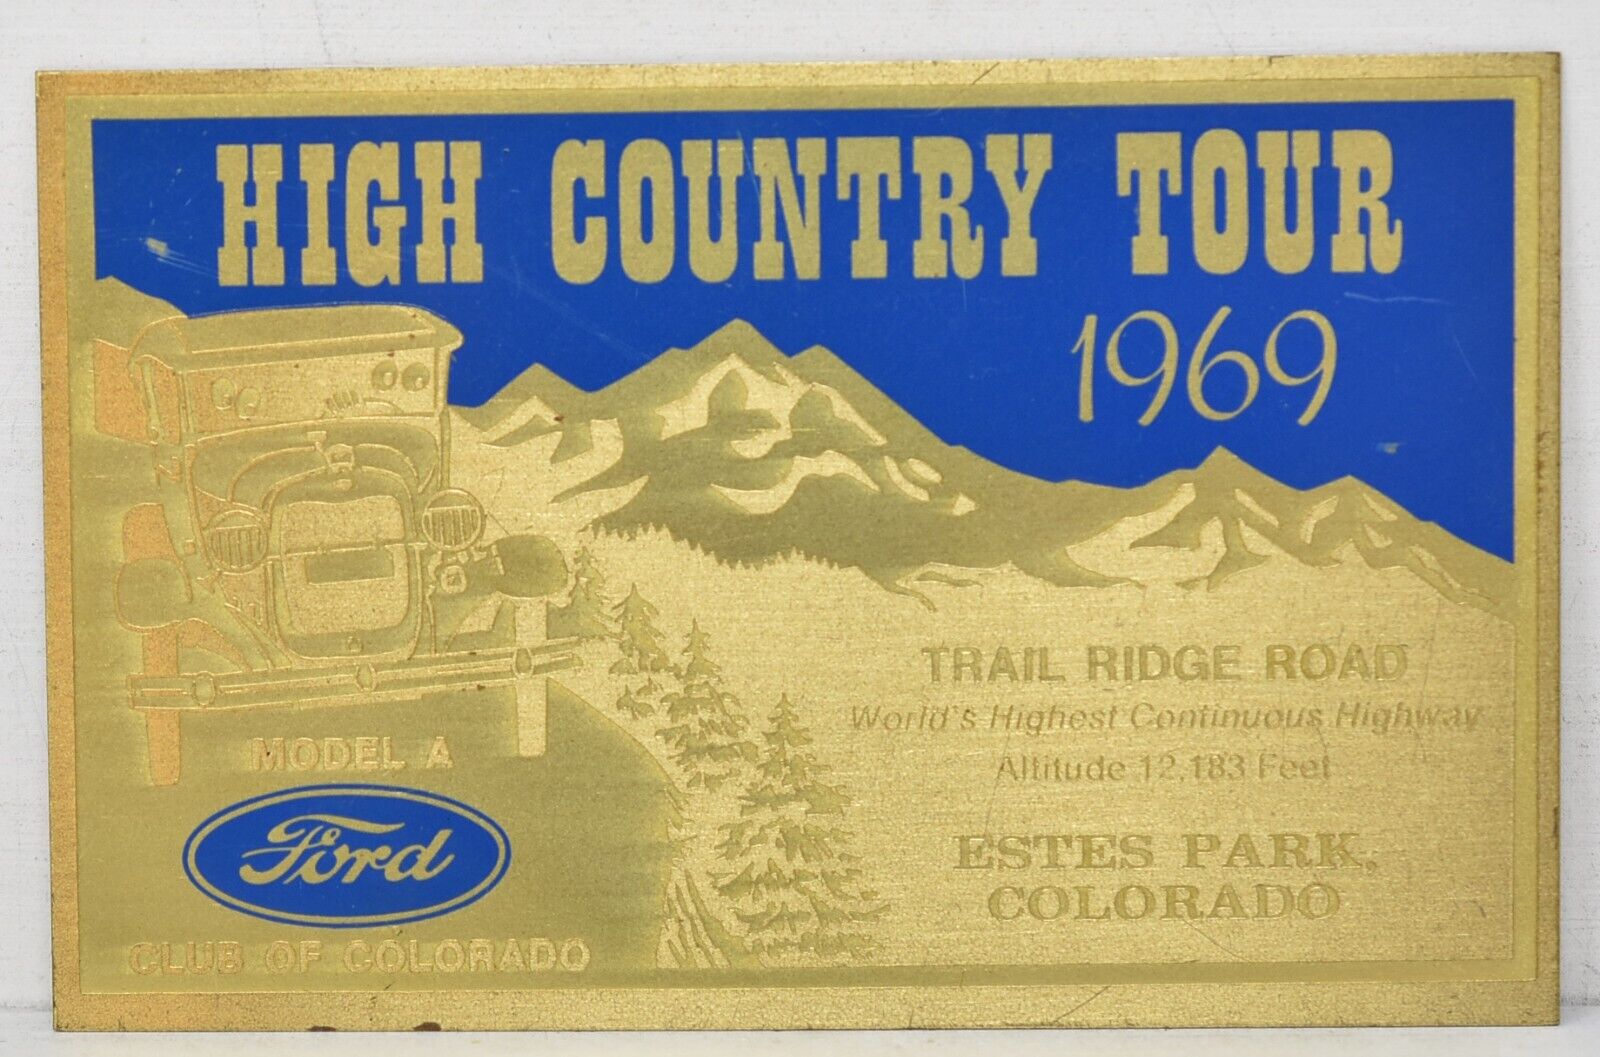 HIGH COUNTRY TOUR
1969
TRAIL RIDGE ROAD
World's Highest Continuous Highway
Altitude 12,183 Feet
ESTES PARK,
COLORADO
MODEL A
Ford
CLUB OF COLORADO